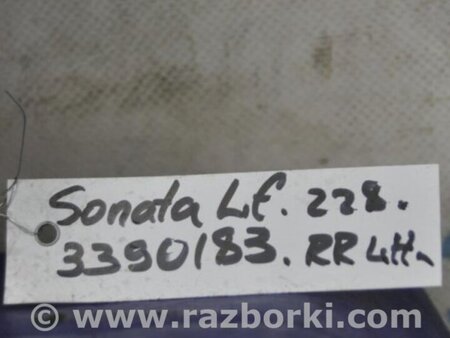 Sonata Lf. 228.
3390183. RR LH
www.razborki.com